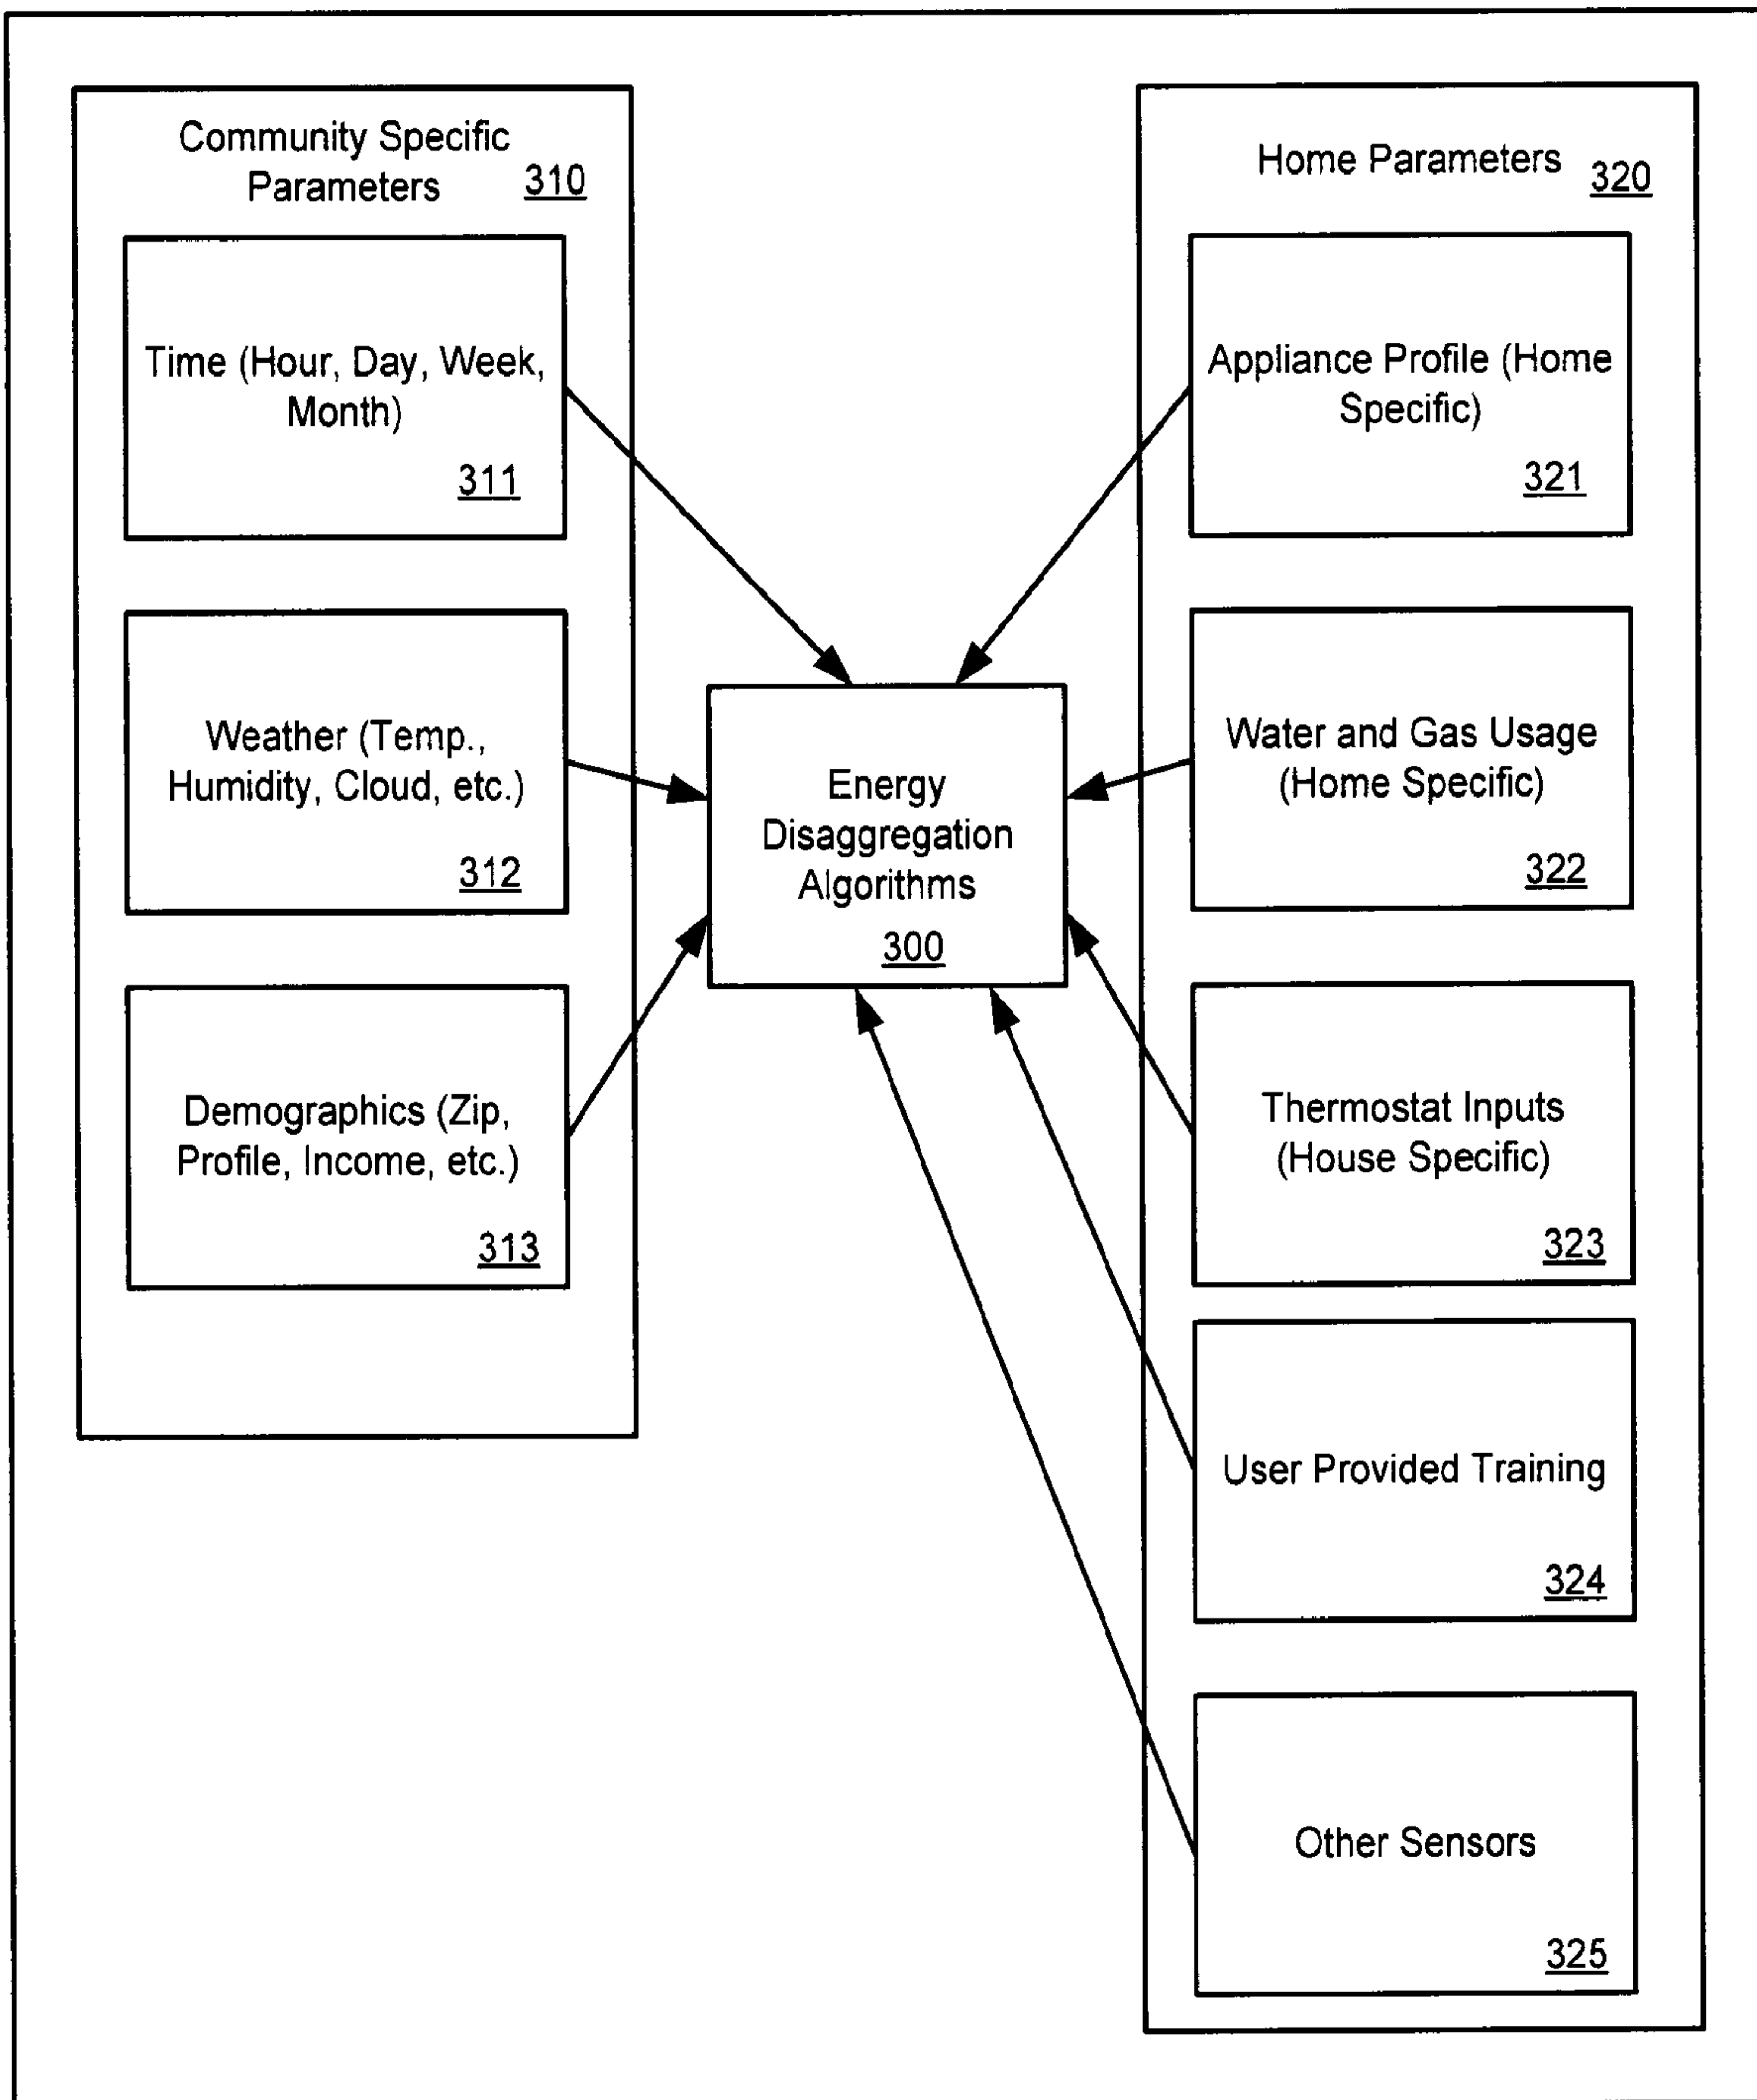 Community Specific
Parameters 310
Time (Hour, Day, Week,
Month)
311
Weather (Temp.,
Humidity, Cloud, etc.)
312
Demographics (Zip,
Profile, Income, etc.)
313
Energy
Disaggregation
Algorithms
300
Home Parameters 320
Appliance Profile (Home
Specific)
321
Water and Gas Usage
(Home Specific)
322
Thermostat Inputs
(House Specific)
323
User Provided Training
324
Other Sensors
325